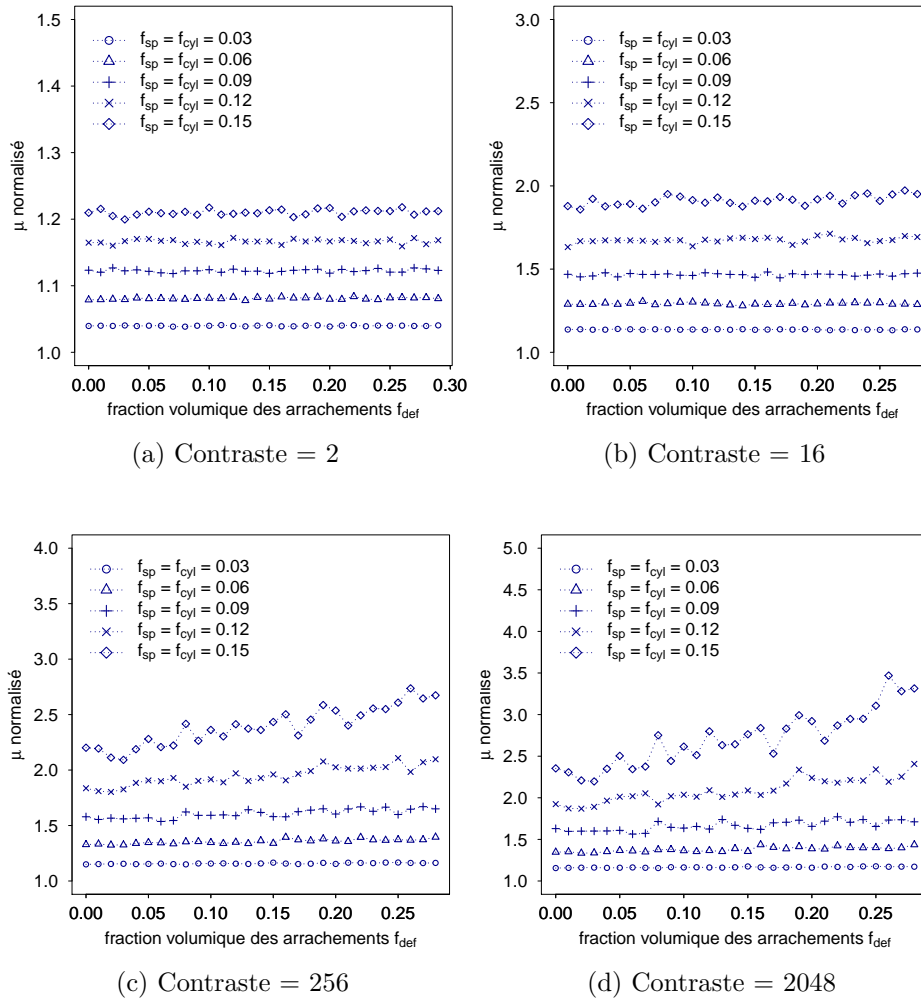 1.5
1.4
1.3
1.2
1.1
1.0
µ normalisé
f_sp = f_cyl = 0.03
f_sp = f_cyl = 0.06
f_sp = f_cyl = 0.09
f_sp = f_cyl = 0.12
f_sp = f_cyl = 0.15
0.00 0.05 0.10 0.15 0.20 0.25 0.30
fraction volumique des arrachements f_def
(a) Contraste = 2
3.0
2.5
2.0
1.5
1.0
µ normalisé
f_sp = f_cyl = 0.03
f_sp = f_cyl = 0.06
f_sp = f_cyl = 0.09
f_sp = f_cyl = 0.12
f_sp = f_cyl = 0.15
0.00 0.05 0.10 0.15 0.20 0.25
fraction volumique des arrachements f_def
(b) Contraste = 16
4.0
3.5
3.0
2.5
2.0
1.5
1.0
µ normalisé
f_sp = f_cyl = 0.03
f_sp = f_cyl = 0.06
f_sp = f_cyl = 0.09
f_sp = f_cyl = 0.12
f_sp = f_cyl = 0.15
0.00 0.05 0.10 0.15 0.20 0.25
fraction volumique des arrachements f_def
(c) Contraste = 256
5.0
4.5
4.0
3.5
3.0
2.5
2.0
1.5
1.0
µ normalisé
f_sp = f_cyl = 0.03
f_sp = f_cyl = 0.06
f_sp = f_cyl = 0.09
f_sp = f_cyl = 0.12
f_sp = f_cyl = 0.15
0.00 0.05 0.10 0.15 0.20 0.25
fraction volumique des arrachements f_def
(d) Contraste = 2048